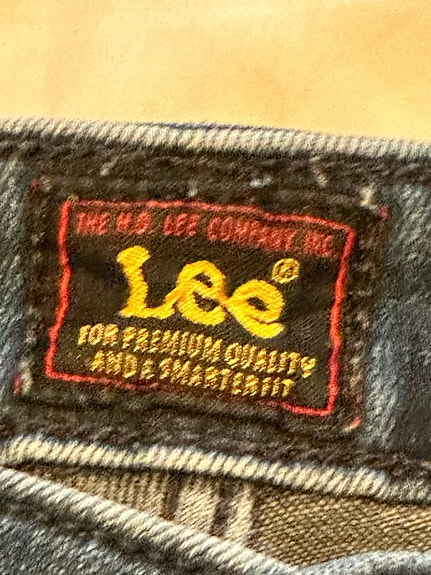 THE H.D. LEE COMPANY, INC.
Lee®
FOR PREMIUM QUALITY
AND A SMARTER FIT